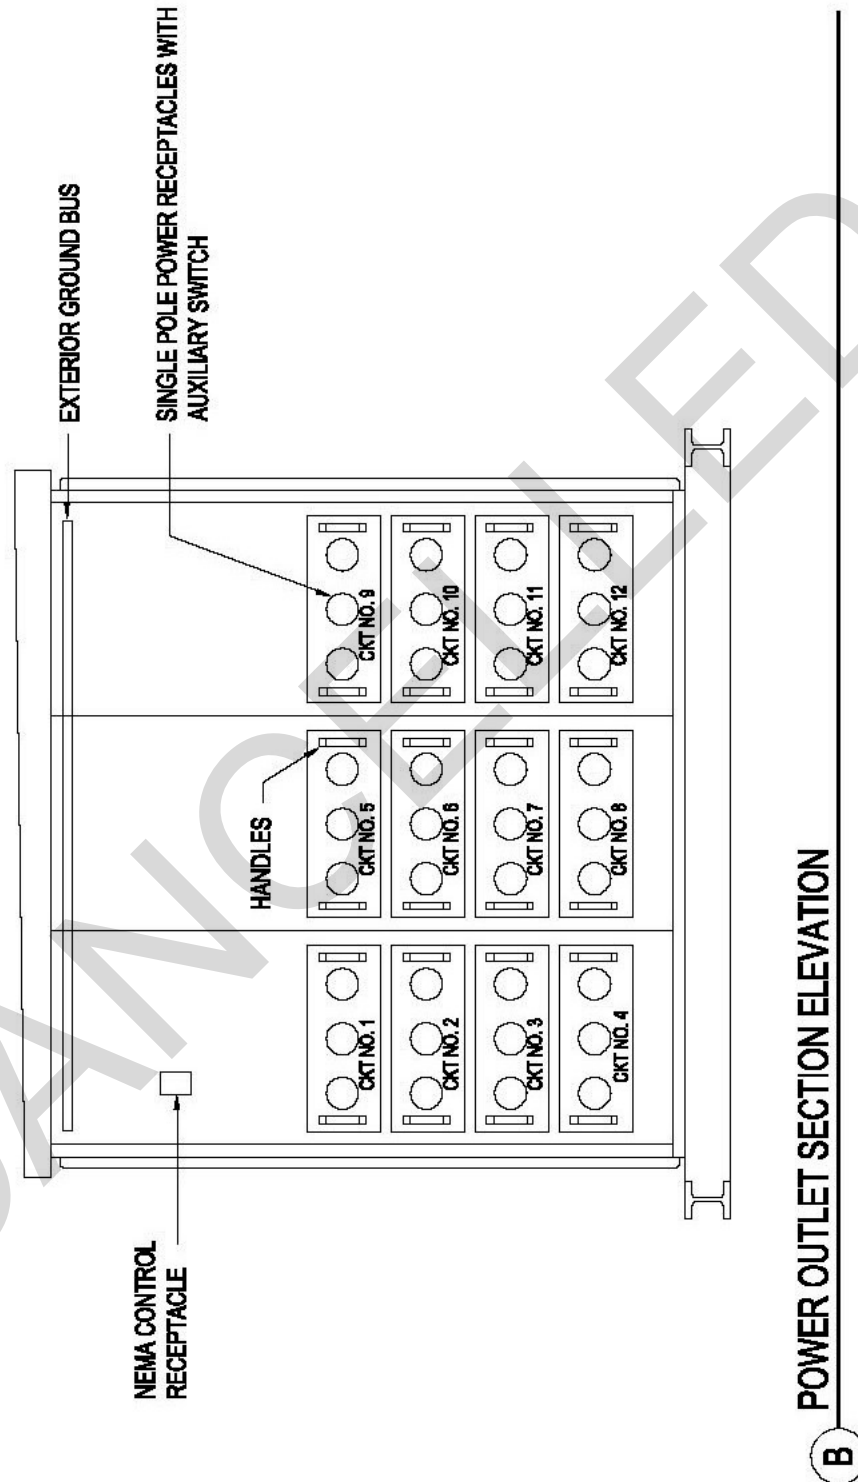 EXTERIOR GROUND BUS
SINGLE POLE POWER RECEPTACLES WITH
AUXILIARY SWITCH
NEMA CONTROL
RECEPTACLE
HANDLES
CKT NO. 1
CKT NO. 2
CKT NO. 3
CKT NO. 4
CKT NO. 5
CKT NO. 6
CKT NO. 7
CKT NO. 8
CKT NO. 9
CKT NO. 10
CKT NO. 11
CKT NO. 12
B
POWER OUTLET SECTION ELEVATION
CANCELLED